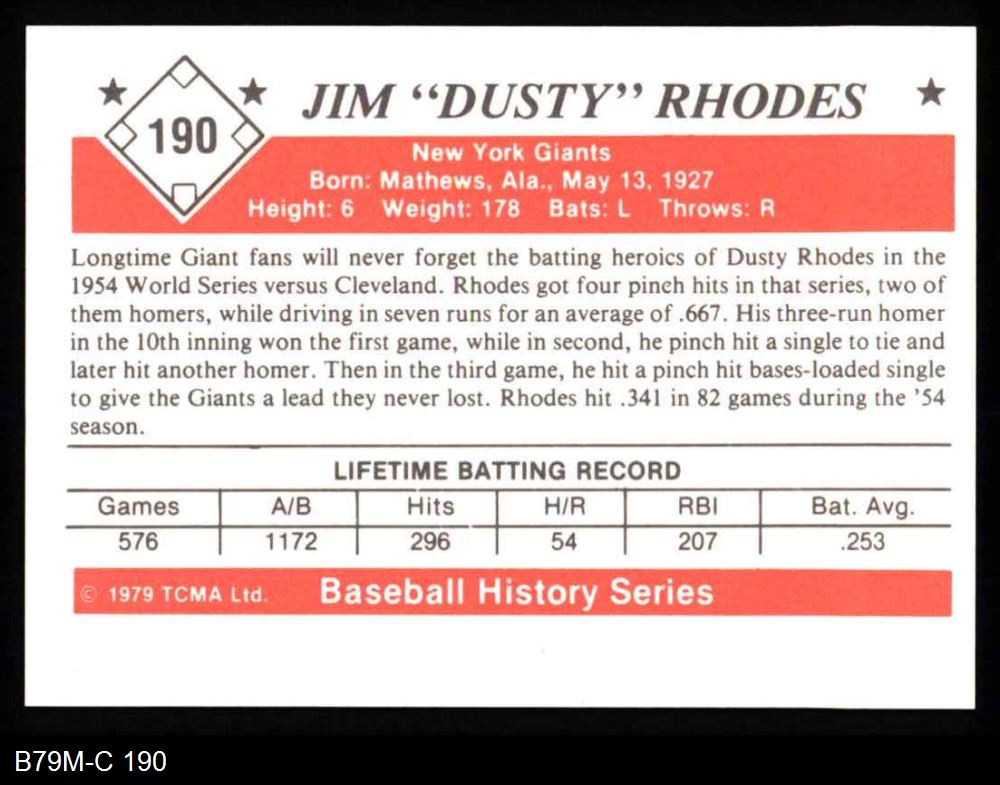 190
JIM “DUSTY” RHODES
New York Giants
Born: Mathews, Ala., May 13, 1927
Height: 6 Weight: 178 Bats: L Throws: R
Longtime Giant fans will never forget the batting heroics of Dusty Rhodes in the
1954 World Series versus Cleveland. Rhodes got four pinch hits in that series, two of
them homers, while driving in seven runs for an average of .667. His three-run homer
in the 10th inning won the first game, while in second, he pinch hit a single to tie and
later hit another homer. Then in the third game, he hit a pinch hit bases-loaded single
to give the Giants a lead they never lost. Rhodes hit .341 in 82 games during the ’54
season.
LIFETIME BATTING RECORD
Games A/B Hits H/R RBI Bat. Avg.
576 1172 296 54 207 .253
© 1979 TCMA Ltd. Baseball History Series
B79M-C 190